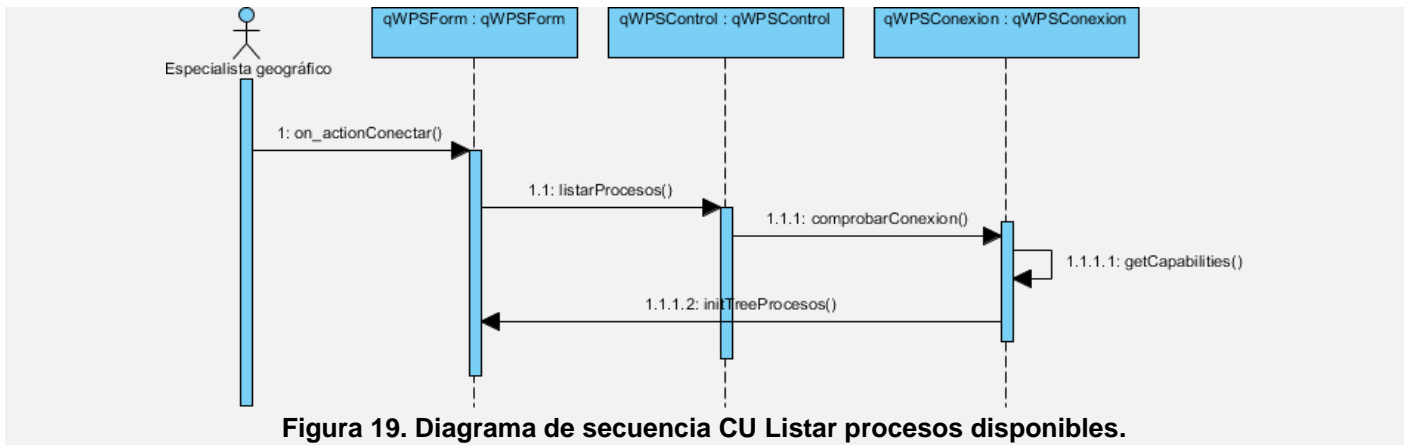 qWPSForm : qWPSForm
qWPSControl : qWPSControl
qWPSConexion : qWPSConexion
Especialista geográfico
1: on_actionConectar()
1.1: listarProcesos()
1.1.1: comprobarConexion()
1.1.1.1: getCapabilities()
1.1.1.2: initTreeProcesos()
Figura 19. Diagrama de secuencia CU Listar procesos disponibles.